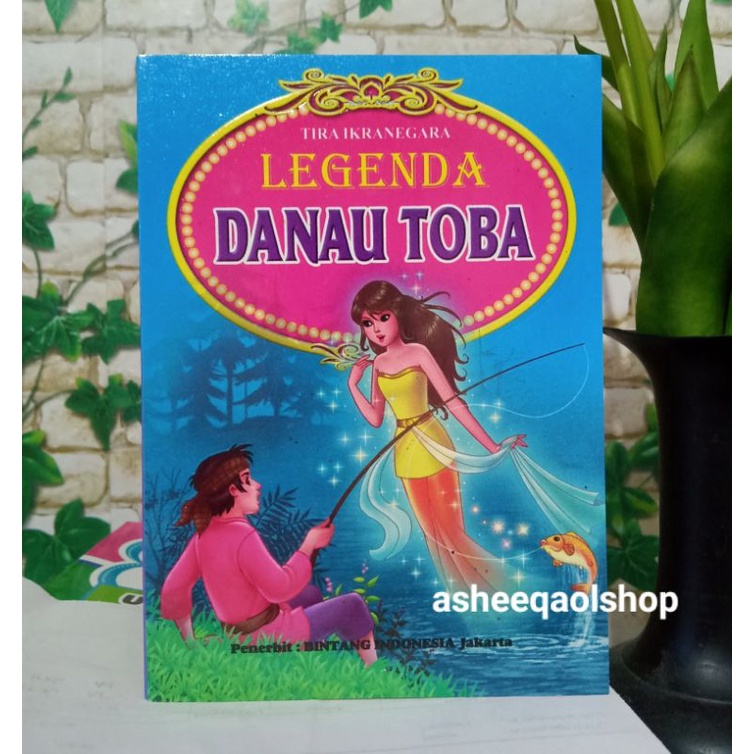 TIRA IKRANEGARA
LEGENDA
DANAU TOBA
asheeqaolshop
Penerbit : BINTANG INDONESIA Jakarta